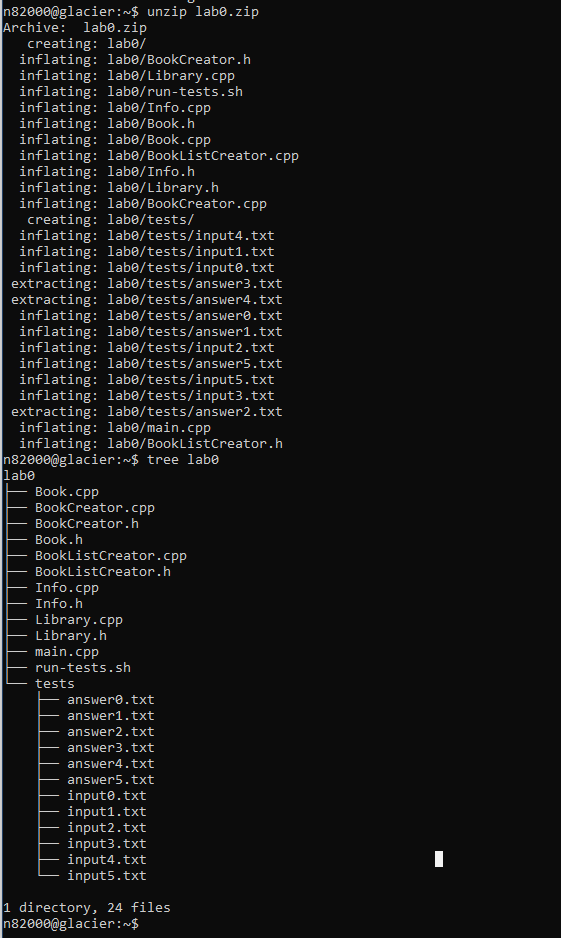 n82000@glacier:~$ unzip lab0.zip
Archive:  lab0.zip
   creating: lab0/
  inflating: lab0/BookCreator.h
  inflating: lab0/Library.cpp
  inflating: lab0/run-tests.sh
  inflating: lab0/Info.cpp
  inflating: lab0/Book.h
  inflating: lab0/Book.cpp
  inflating: lab0/BookListCreator.cpp
  inflating: lab0/Info.h
  inflating: lab0/Library.h
  inflating: lab0/BookCreator.cpp
   creating: lab0/tests/
  inflating: lab0/tests/input4.txt
  inflating: lab0/tests/input1.txt
  inflating: lab0/tests/input0.txt
 extracting: lab0/tests/answer3.txt
 extracting: lab0/tests/answer4.txt
  inflating: lab0/tests/answer0.txt
  inflating: lab0/tests/answer1.txt
  inflating: lab0/tests/input2.txt
  inflating: lab0/tests/answer5.txt
  inflating: lab0/tests/input5.txt
  inflating: lab0/tests/input3.txt
 extracting: lab0/tests/answer2.txt
  inflating: lab0/main.cpp
  inflating: lab0/BookListCreator.h
n82000@glacier:~$ tree lab0
lab0
├── Book.cpp
├── BookCreator.cpp
├── BookCreator.h
├── Book.h
├── BookListCreator.cpp
├── BookListCreator.h
├── Info.cpp
├── Info.h
├── Library.cpp
├── Library.h
├── main.cpp
├── run-tests.sh
└── tests
    ├── answer0.txt
    ├── answer1.txt
    ├── answer2.txt
    ├── answer3.txt
    ├── answer4.txt
    ├── answer5.txt
    ├── input0.txt
    ├── input1.txt
    ├── input2.txt
    ├── input3.txt
    ├── input4.txt
    └── input5.txt

1 directory, 24 files
n82000@glacier:~$